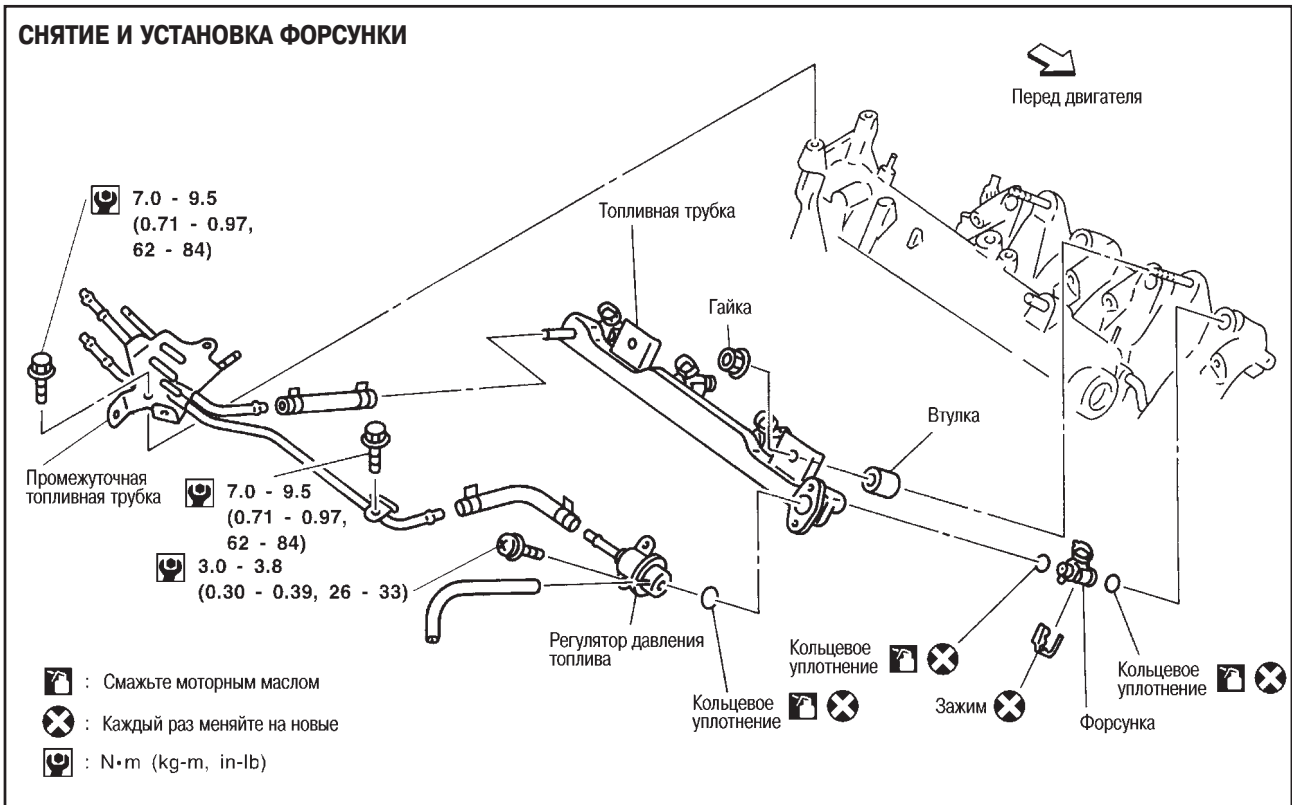 СНЯТИЕ И УСТАНОВКА ФОРСУНКИ
Перед двигателя
7.0 - 9.5
(0.71 - 0.97,
62 - 84)
Топливная трубка
Гайка
Втулка
Промежуточная
топливная трубка
7.0 - 9.5
(0.71 - 0.97,
62 - 84)
3.0 - 3.8
(0.30 - 0.39, 26 - 33)
Регулятор давления
топлива
Кольцевое
уплотнение
Кольцевое
уплотнение
Зажим
Кольцевое
уплотнение
Форсунка
: Смажьте моторным маслом
: Каждый раз меняйте на новые
: N•m (kg-m, in-lb)